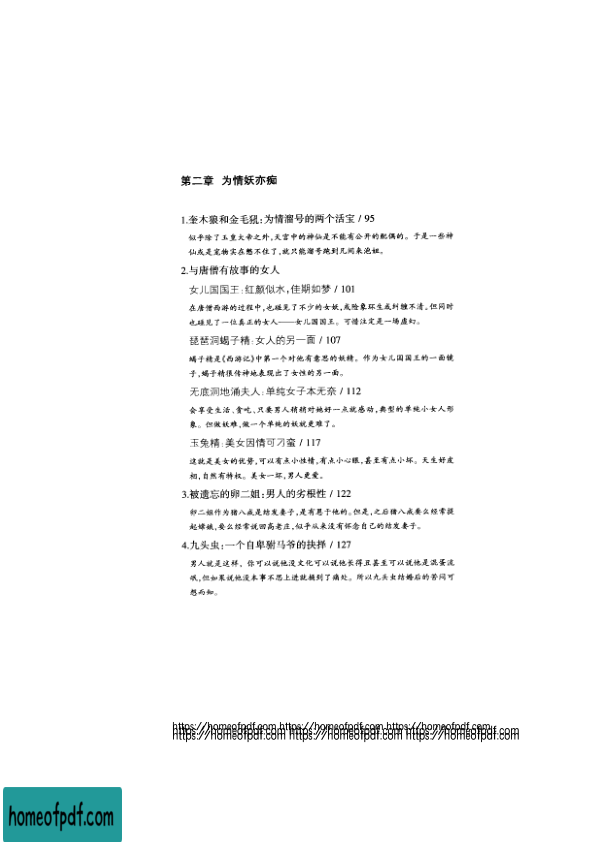 第二章 为情妖亦痴
1.奎木狼和金毛犼:为情溜号的两个活宝 / 95
似乎除了玉皇大帝之外,天宫中的神仙是不能有公开的配偶的。于是一些神
仙或是宠物实在憋不住了,就只能溜号跑到凡间来泡妞。
2.与唐僧有故事的女人
女儿国国王:红颜似水,佳期如梦 / 101
在唐僧西游的过程中,也碰见了不少的女妖,或险象环生或纠缠不清。但同时
也碰见了一位真正的女人——女儿国国王。可惜注定是一场虚幻。
琵琶洞蝎子精:女人的另一面 / 107
蝎子精是《西游记》中第一个对他有意思的妖精。作为女儿国国王的一面镜
子,蝎子精很传神地表现出了女性的另一面。
无底洞地涌夫人:单纯女子本无奈 / 112
会享受生活、贪吃、只要男人稍稍对她好一点就感动,典型的单纯小女人形
象。但做妖难,做一个单纯的妖就更难了。
玉兔精:美女因情可刁蛮 / 117
这就是美女的优势,可以有点小性情,有点小心眼,甚至有点小坏。天生好皮
相,自然有特权。美女一坏,男人更爱。
3.被遗忘的卵二姐:男人的劣根性 / 122
卵二姐作为猪八戒是结发妻子,是有恩于他的。但是,之后猪八戒要么经常提
起嫦娥,要么经常说回高老庄,似乎从来没有怀念自己的结发妻子。
4.九头虫:一个自卑驸马爷的抉择 / 127
男人就是这样,你可以说他没文化可以说他长得丑甚至可以说他是混蛋流
氓,但如果说他没本事不思上进就揭到了痛处。所以九头虫结婚后的苦闷可
想而知。
https://homeofpdf.com https://homeofpdf.com https://homeofpdf.com
https://homeofpdf.com https://homeofpdf.com https://homeofpdf.com
https://homeofpdf.com https://homeofpdf.com https://homeofpdf.com
homeofpdf.com